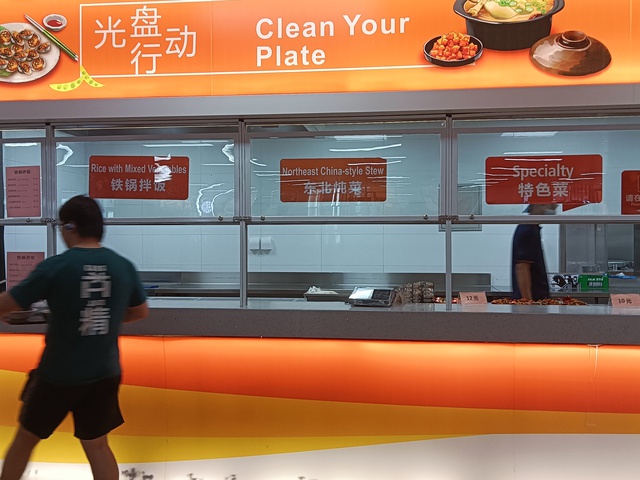 光盘
行动
Clean Your
Plate
Rice with Mixed Vegetables
铁锅拌饭
Northeast China-style Stew
东北炖菜
Specialty
特色菜
12元
10元